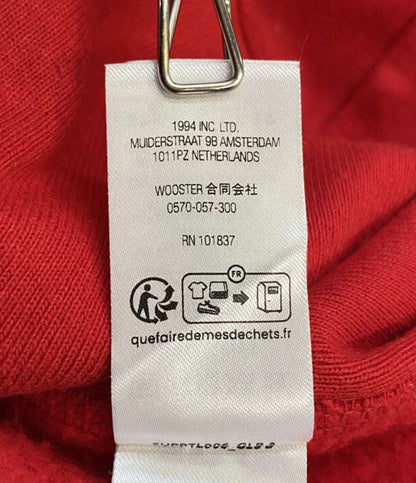 1994 INC. LTD.
MUIDERSTRAAT 9B AMSTERDAM
1011PZ NETHERLANDS
WOOSTER 合同会社
0570-057-300
RN 101837
FR
quefairedemesdechets.fr